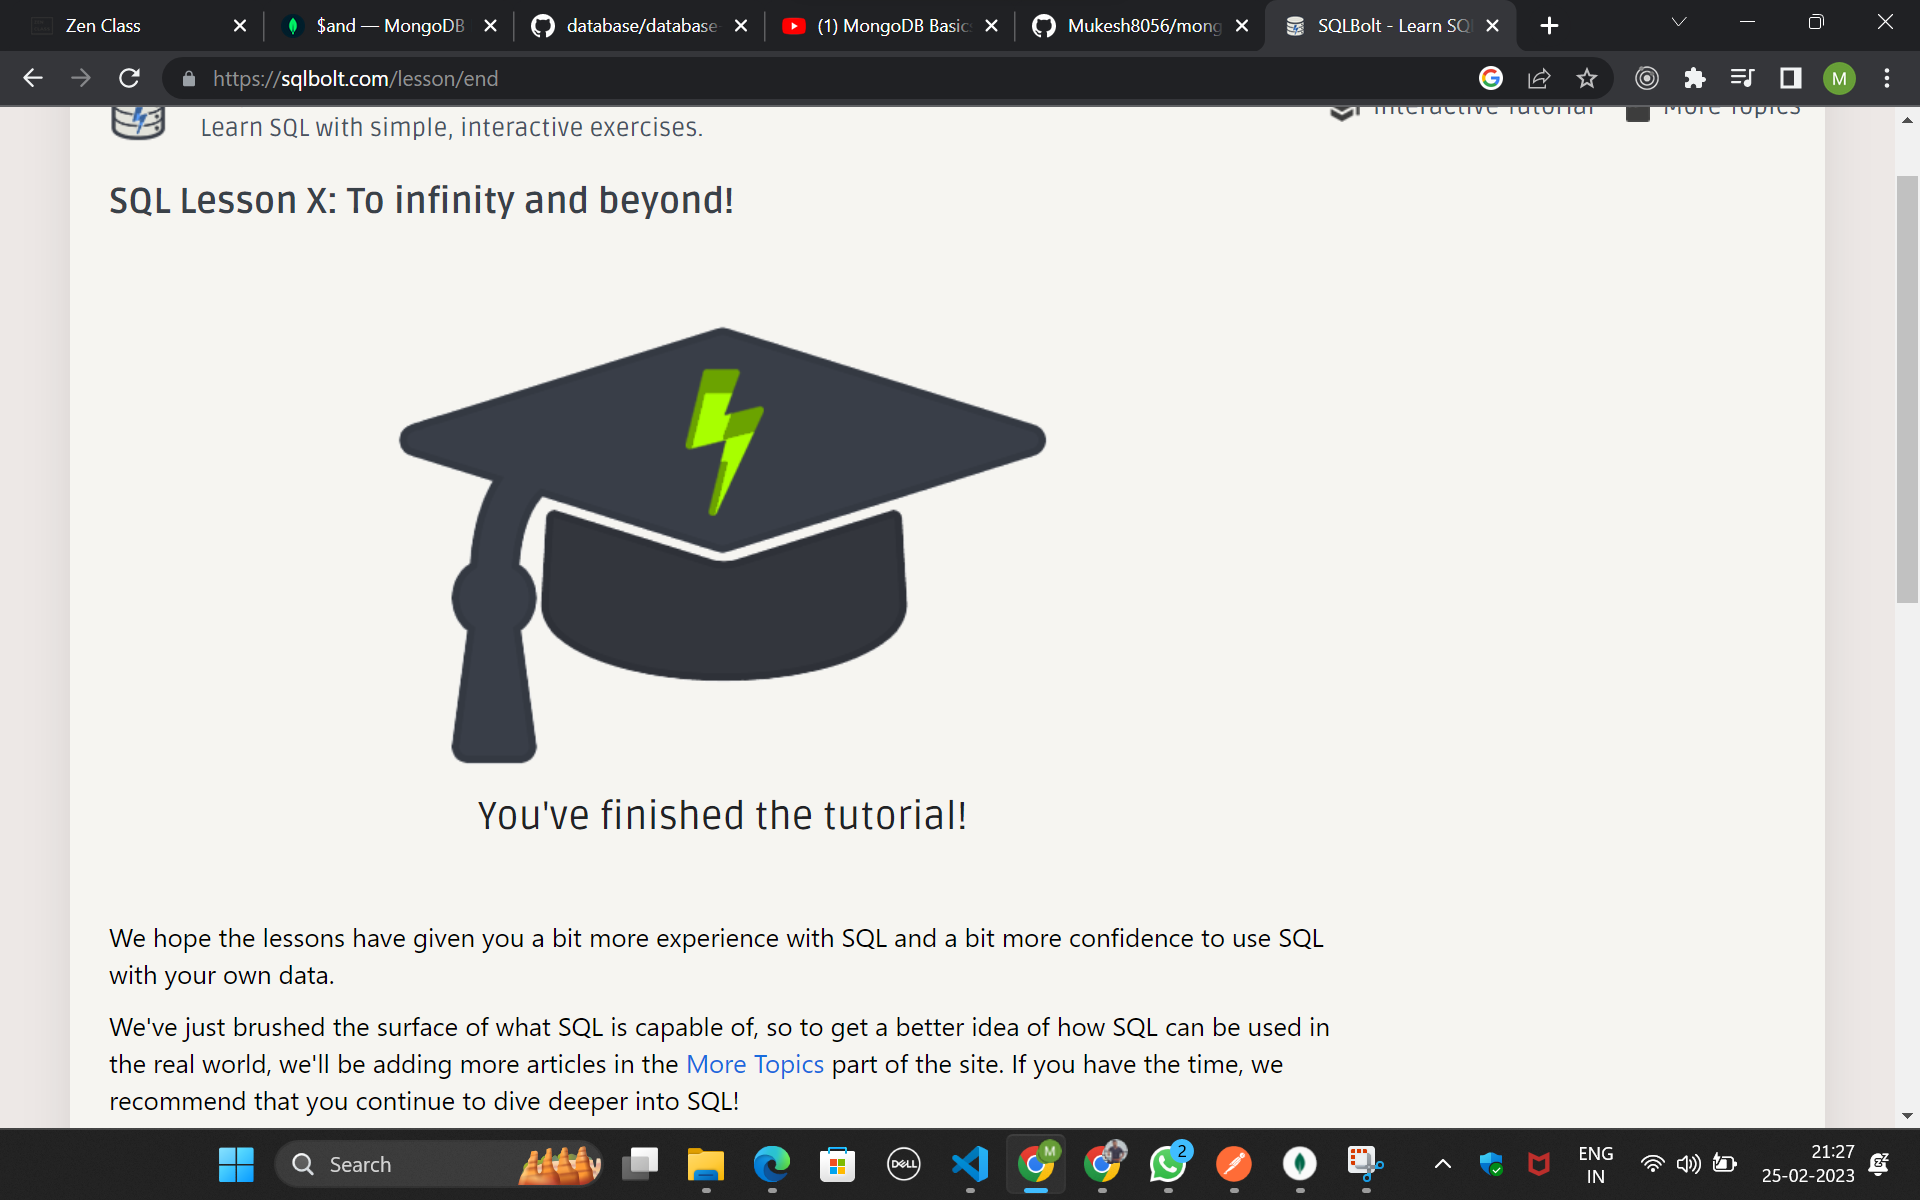 Zen Class
$and — MongoDB
database/database-
(1) MongoDB Basic
Mukesh8056/mong
SQLBolt - Learn SQL
https://sqlbolt.com/lesson/end
M
Learn SQL with simple, interactive exercises.
Interactive Tutorial
More Topics
SQL Lesson X: To infinity and beyond!
You've finished the tutorial!
We hope the lessons have given you a bit more experience with SQL and a bit more confidence to use SQL
with your own data.
We've just brushed the surface of what SQL is capable of, so to get a better idea of how SQL can be used in
the real world, we'll be adding more articles in the More Topics part of the site. If you have the time, we
recommend that you continue to dive deeper into SQL!
Search
DELL
M
2
ENG
IN
21:27
25-02-2023